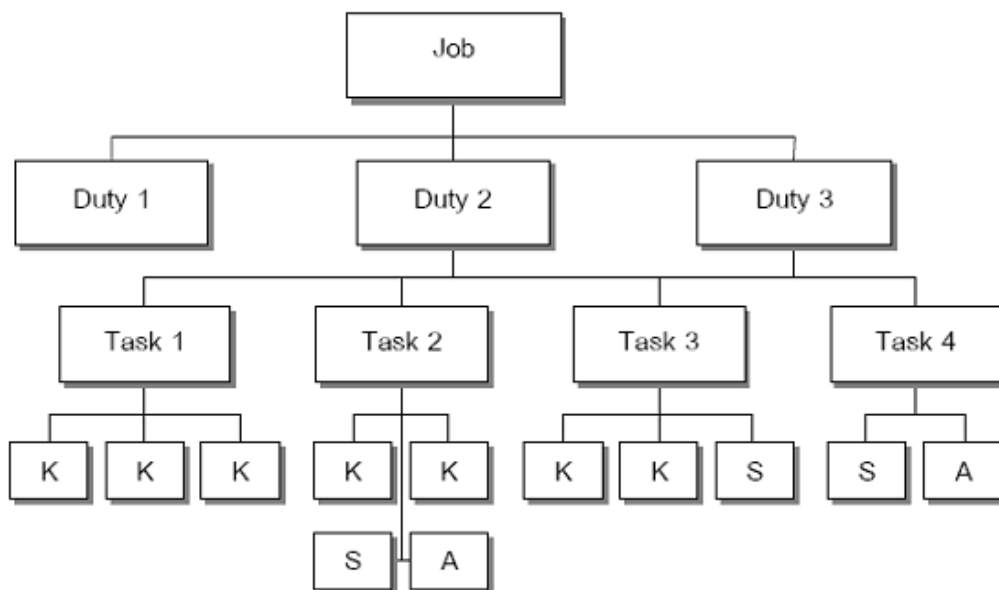 Job
Duty 1 Duty 2 Duty 3
Task 1 Task 2 Task 3 Task 4
K K K K K K K S S A
S A